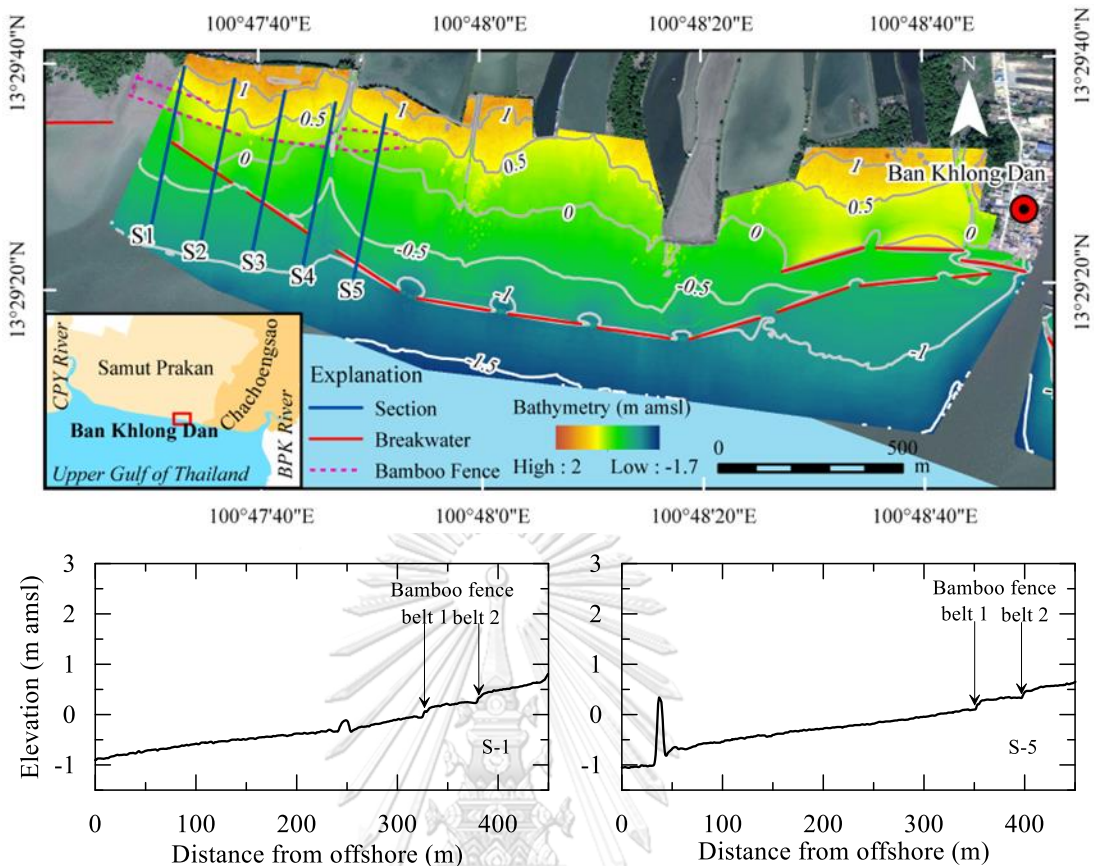 100°47'40"E 100°48'0"E 100°48'20"E 100°48'40"E
13°29'40"N 13°29'40"N
13°29'20"N 13°29'20"N
N
1 1 1
0.5 0.5 0.5
0 0 0 0
-0.5 -0.5
-1 -1
-1.5
Ban Khlong Dan
S1 S2 S3 S4 S5
CPY River
Samut Prakan
Chachoengsao
Ban Khlong Dan
BPK River
Upper Gulf of Thailand
Explanation
Section
Breakwater
Bamboo Fence
Bathymetry (m amsl)
High : 2 Low : -1.7
0 500
m
100°47'40"E 100°48'0"E 100°48'20"E 100°48'40"E
Elevation (m amsl)
3
2
1
0
-1
Bamboo fence
belt 1 belt 2
S-1
0 100 200 300 400
Distance from offshore (m)
3
2
1
0
-1
Bamboo fence
belt 1 belt 2
S-5
0 100 200 300 400
Distance from offshore (m)